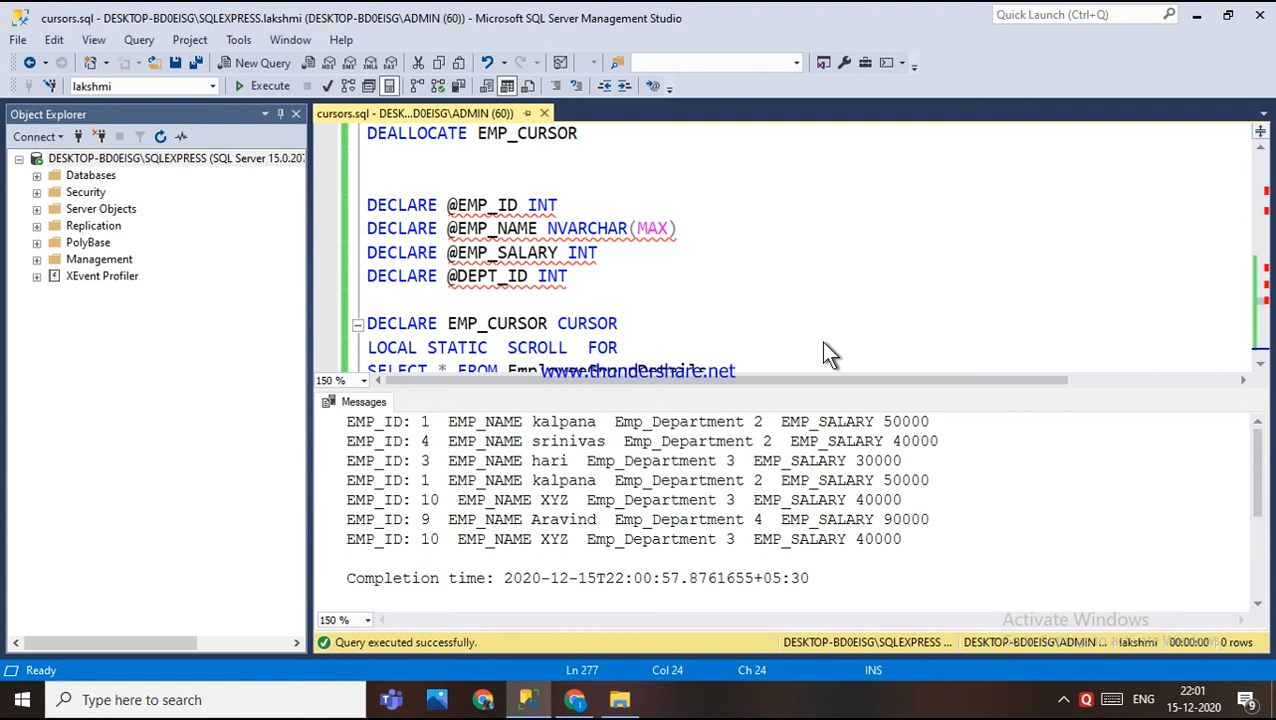 cursors.sql - DESKTOP-BD0EISG\SQLEXPRESS.lakshmi (DESKTOP-BD0EISG\ADMIN (60)) - Microsoft SQL Server Management Studio
Quick Launch (Ctrl+Q)
File Edit View Query Project Tools Window Help
New Query
MDX DMX XMLA DAX
lakshmi
Execute
Object Explorer
cursors.sql - DESK...D0EISG\ADMIN (60))
Connect
DESKTOP-BD0EISG\SQLEXPRESS (SQL Server 15.0.207
Databases
Security
Server Objects
Replication
PolyBase
Management
XEvent Profiler
DEALLOCATE EMP_CURSOR
DECLARE @EMP_ID INT
DECLARE @EMP_NAME NVARCHAR(MAX)
DECLARE @EMP_SALARY INT
DECLARE @DEPT_ID INT
DECLARE EMP_CURSOR CURSOR
LOCAL STATIC SCROLL FOR
SELECT * FROM
www.thundershare.net
150 %
Messages
EMP_ID: 1 EMP_NAME kalpana Emp_Department 2 EMP_SALARY 50000
EMP_ID: 4 EMP_NAME srinivas Emp_Department 2 EMP_SALARY 40000
EMP_ID: 3 EMP_NAME hari Emp_Department 3 EMP_SALARY 30000
EMP_ID: 1 EMP_NAME kalpana Emp_Department 2 EMP_SALARY 50000
EMP_ID: 10 EMP_NAME XYZ Emp_Department 3 EMP_SALARY 40000
EMP_ID: 9 EMP_NAME Aravind Emp_Department 4 EMP_SALARY 90000
EMP_ID: 10 EMP_NAME XYZ Emp_Department 3 EMP_SALARY 40000
Completion time: 2020-12-15T22:00:57.8761655+05:30
150 %
Activate Windows
Query executed successfully.
DESKTOP-BD0EISG\SQLEXPRESS ... DESKTOP-BD0EISG\ADMIN ... lakshmi 00:00:00 0 rows
Ready Ln 277 Col 24 Ch 24 INS
Type here to search
ENG
22:01
15-12-2020
9